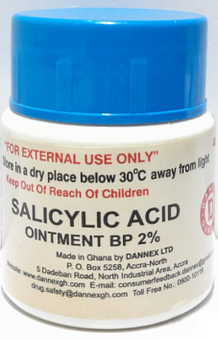 "FOR EXTERNAL USE ONLY"
Store in a dry place below 30°C away from light
Keep Out Of Reach Of Children
SALICYLIC ACID
OINTMENT BP 2%
Made in Ghana by DANNEX LTD
P. O. Box 5258, Accra-North
5 Dadeban Road, North Industrial Area, Accra
Website: www.dannexgh.com E-mail: consumerfeedback.dannexgh
drug.safety@dannexgh.com Toll Free No.: 0800-10118